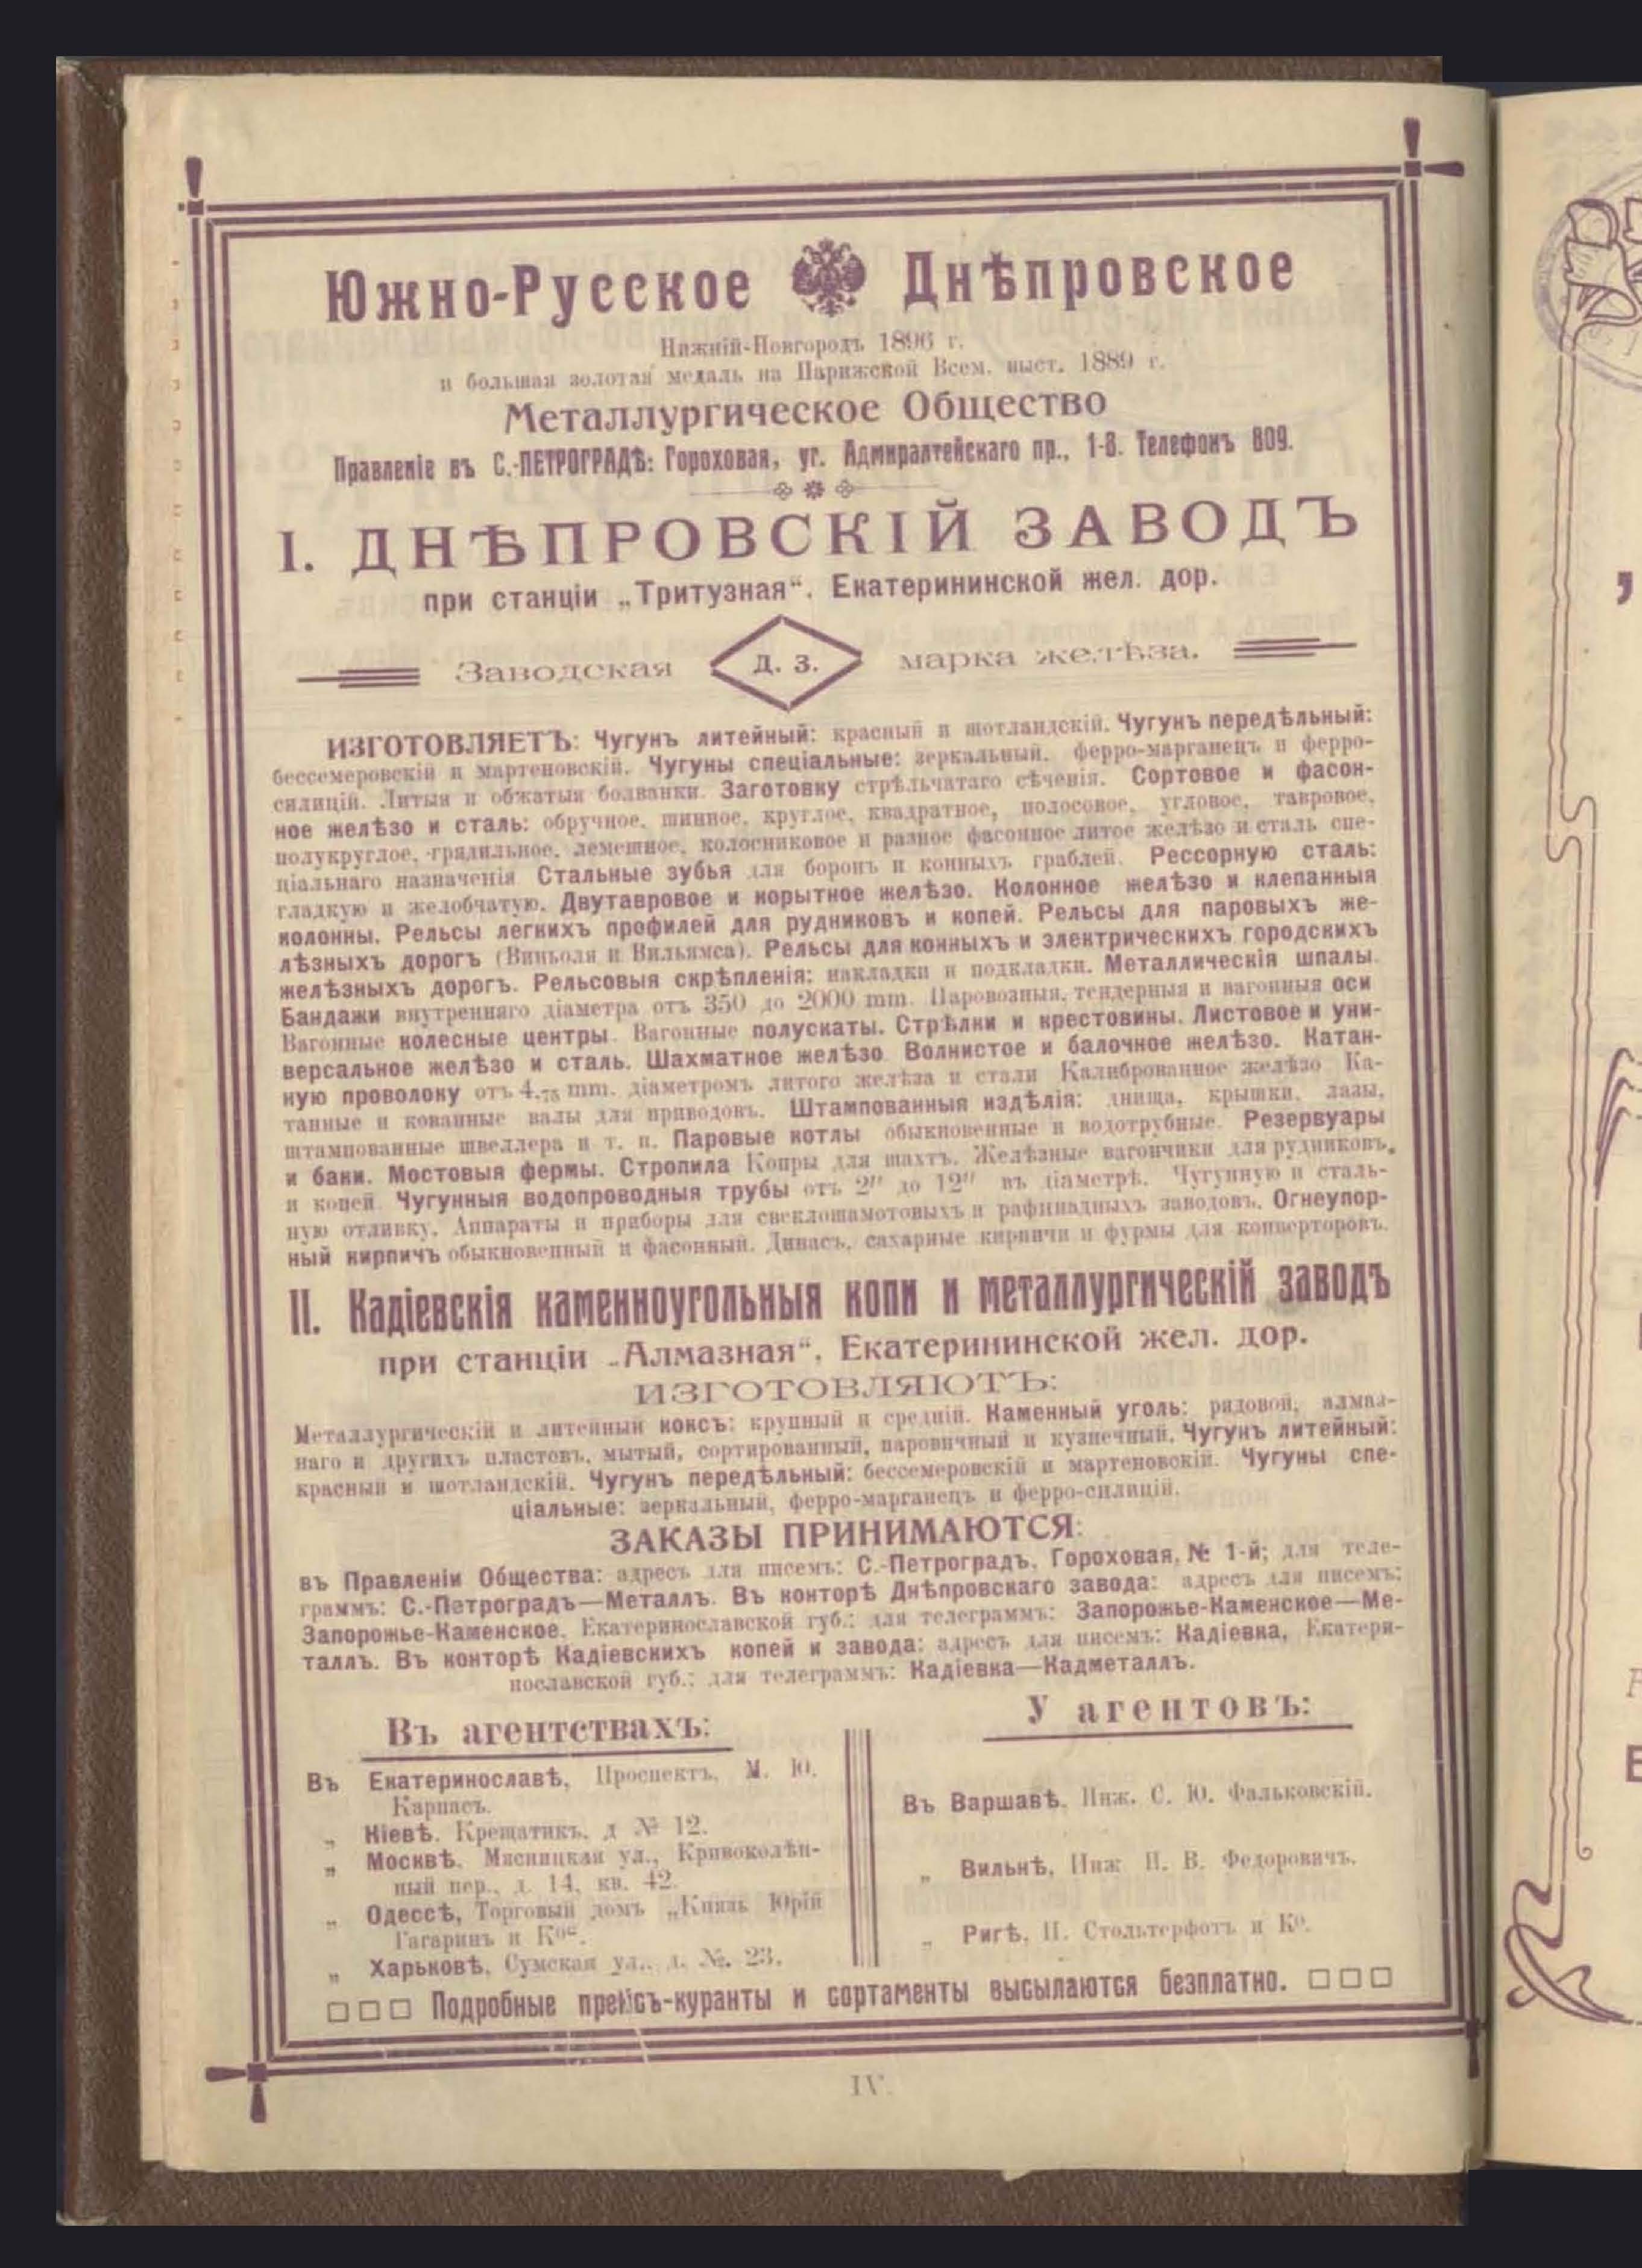 Южно-Русское Днѣпровское
Нижній-Новгородъ 1896 г.
и большая золотая медаль на Парижской Всем. выст. 1889 г.
Металлургическое Общество
Правленіе въ С.-ПЕТРОГРАДѢ: Гороховая, уг. Адмиралтейскаго пр., 1-8. Телефонъ 809.
I. ДНѢПРОВСКІЙ ЗАВОДЪ
при станціи „Тритузная“. Екатерининской жел. дор.
Заводская Д. З. марка желѣза.
ИЗГОТОВЛЯЕТЪ: Чугунъ литейный: красный и шотландскій. Чугунъ передѣльный:
бессемеровскій и мартеновскій. Чугуны спеціальные: зеркальный, ферро-марганецъ и ферро-
силицій. Литыя и обжатыя болванки. Заготовку стрѣльчатаго сѣченія. Сортовое и фасон-
ное желѣзо и сталь: обручное, шинное, круглое, квадратное, полосовое, угловое, тавровое,
полукруглое, грядильное, лемешное, колосниковое и разное фасонное литое желѣзо и сталь спе-
ціальнаго назначенія Стальные зубья для боронъ и конныхъ граблей. Рессорную сталь:
гладкую и желобчатую. Двутавровое и корытное желѣзо. Колонное желѣзо и клепанныя
колонны. Рельсы легкихъ профилей для рудниковъ и копей. Рельсы для паровыхъ же-
лѣзныхъ дорогъ (Виньоля и Вильямса). Рельсы для конныхъ и электрическихъ городскихъ
желѣзныхъ дорогъ. Рельсовыя скрѣпленія: накладки и подкладки. Металлическія шпалы.
Бандажи внутренняго діаметра отъ 350 до 2000 mm. Паровозныя, тендерныя и вагонныя оси
Вагонные колесные центры. Вагонные полускаты. Стрѣлки и крестовины. Листовое и уни-
версальное желѣзо и сталь. Шахматное желѣзо. Волнистое и балочное желѣзо. Катан-
ную проволоку отъ 4.75 mm. діаметромъ литого желѣза и стали Калиброванное желѣзо Ка-
танные и кованные валы для приводовъ. Штампованныя издѣлія: днища, крышки, лазы,
штампованные швеллера и т. п. Паровые котлы обыкновенные и водотрубные. Резервуары
и баки. Мостовыя фермы. Стропила Копры для шахтъ. Желѣзные вагончики для рудниковъ.
и копей. Чугунныя водопроводныя трубы отъ 2" до 12" въ діаметрѣ. Чугунную и сталь-
ную отливку. Аппараты и приборы для свеклошамотовыхъ и рафинадныхъ заводовъ. Огнеупор-
ный кирпичъ обыкновенный и фасонный. Динасъ, сахарные кирпичи и фурмы для конверторовъ.
II. Кадіевскія каменноугольныя копи и металлургическій заводъ
при станціи „Алмазная“. Екатерининской жел. дор.
ИЗГОТОВЛЯЮТЪ:
Металлургическій и литейный коксъ: крупный и средній. Каменный уголь: рядовой, алмаз-
наго и другихъ пластовъ, мытый, сортированный, паровичный и кузнечный. Чугунъ литейный:
красный и шотландскій. Чугунъ передѣльный: бессемеровскій и мартеновскій. Чугуны спе-
ціальные: зеркальный, ферро-марганецъ и ферро-силицій.
ЗАКАЗЫ ПРИНИМАЮТСЯ:
въ Правленіи Общества: адресъ для писемъ: С.-Петроградъ, Гороховая, № 1-й; для теле-
граммъ: С.-Петроградъ—Металлъ. Въ конторѣ Днѣпровскаго завода: адресъ для писемъ:
Запорожье-Каменское, Екатеринославской губ.: для телеграммъ: Запорожье-Каменское—Ме-
таллъ. Въ конторѣ Кадіевскихъ копей и завода: адресъ для писемъ: Кадіевка, Екатери-
нославской губ.; для телеграммъ: Кадіевка—Кадметаллъ.
Въ агентствахъ:
Въ Екатеринославѣ, Проспектъ, М. Ю.
Карпасъ.
„ Кіевѣ. Крещатикъ, д № 12.
„ Москвѣ. Мясницкая ул., Кривоколѣн-
ный пер., д. 14, кв. 42.
„ Одессѣ, Торговый домъ „Князь Юрій
Гагаринъ и Ко“.
„ Харьковѣ, Сумская ул., д. №. 23.
У агентовъ:
Въ Варшавѣ. Инж. С. Ю. Фальковскій.
„ Вильнѣ, Инж П. В. Федоровичъ.
„ Ригѣ, П. Стольтерфотъ и Ко.
Подробные прейсъ-куранты и сортаменты высылаются безплатно.
IV.